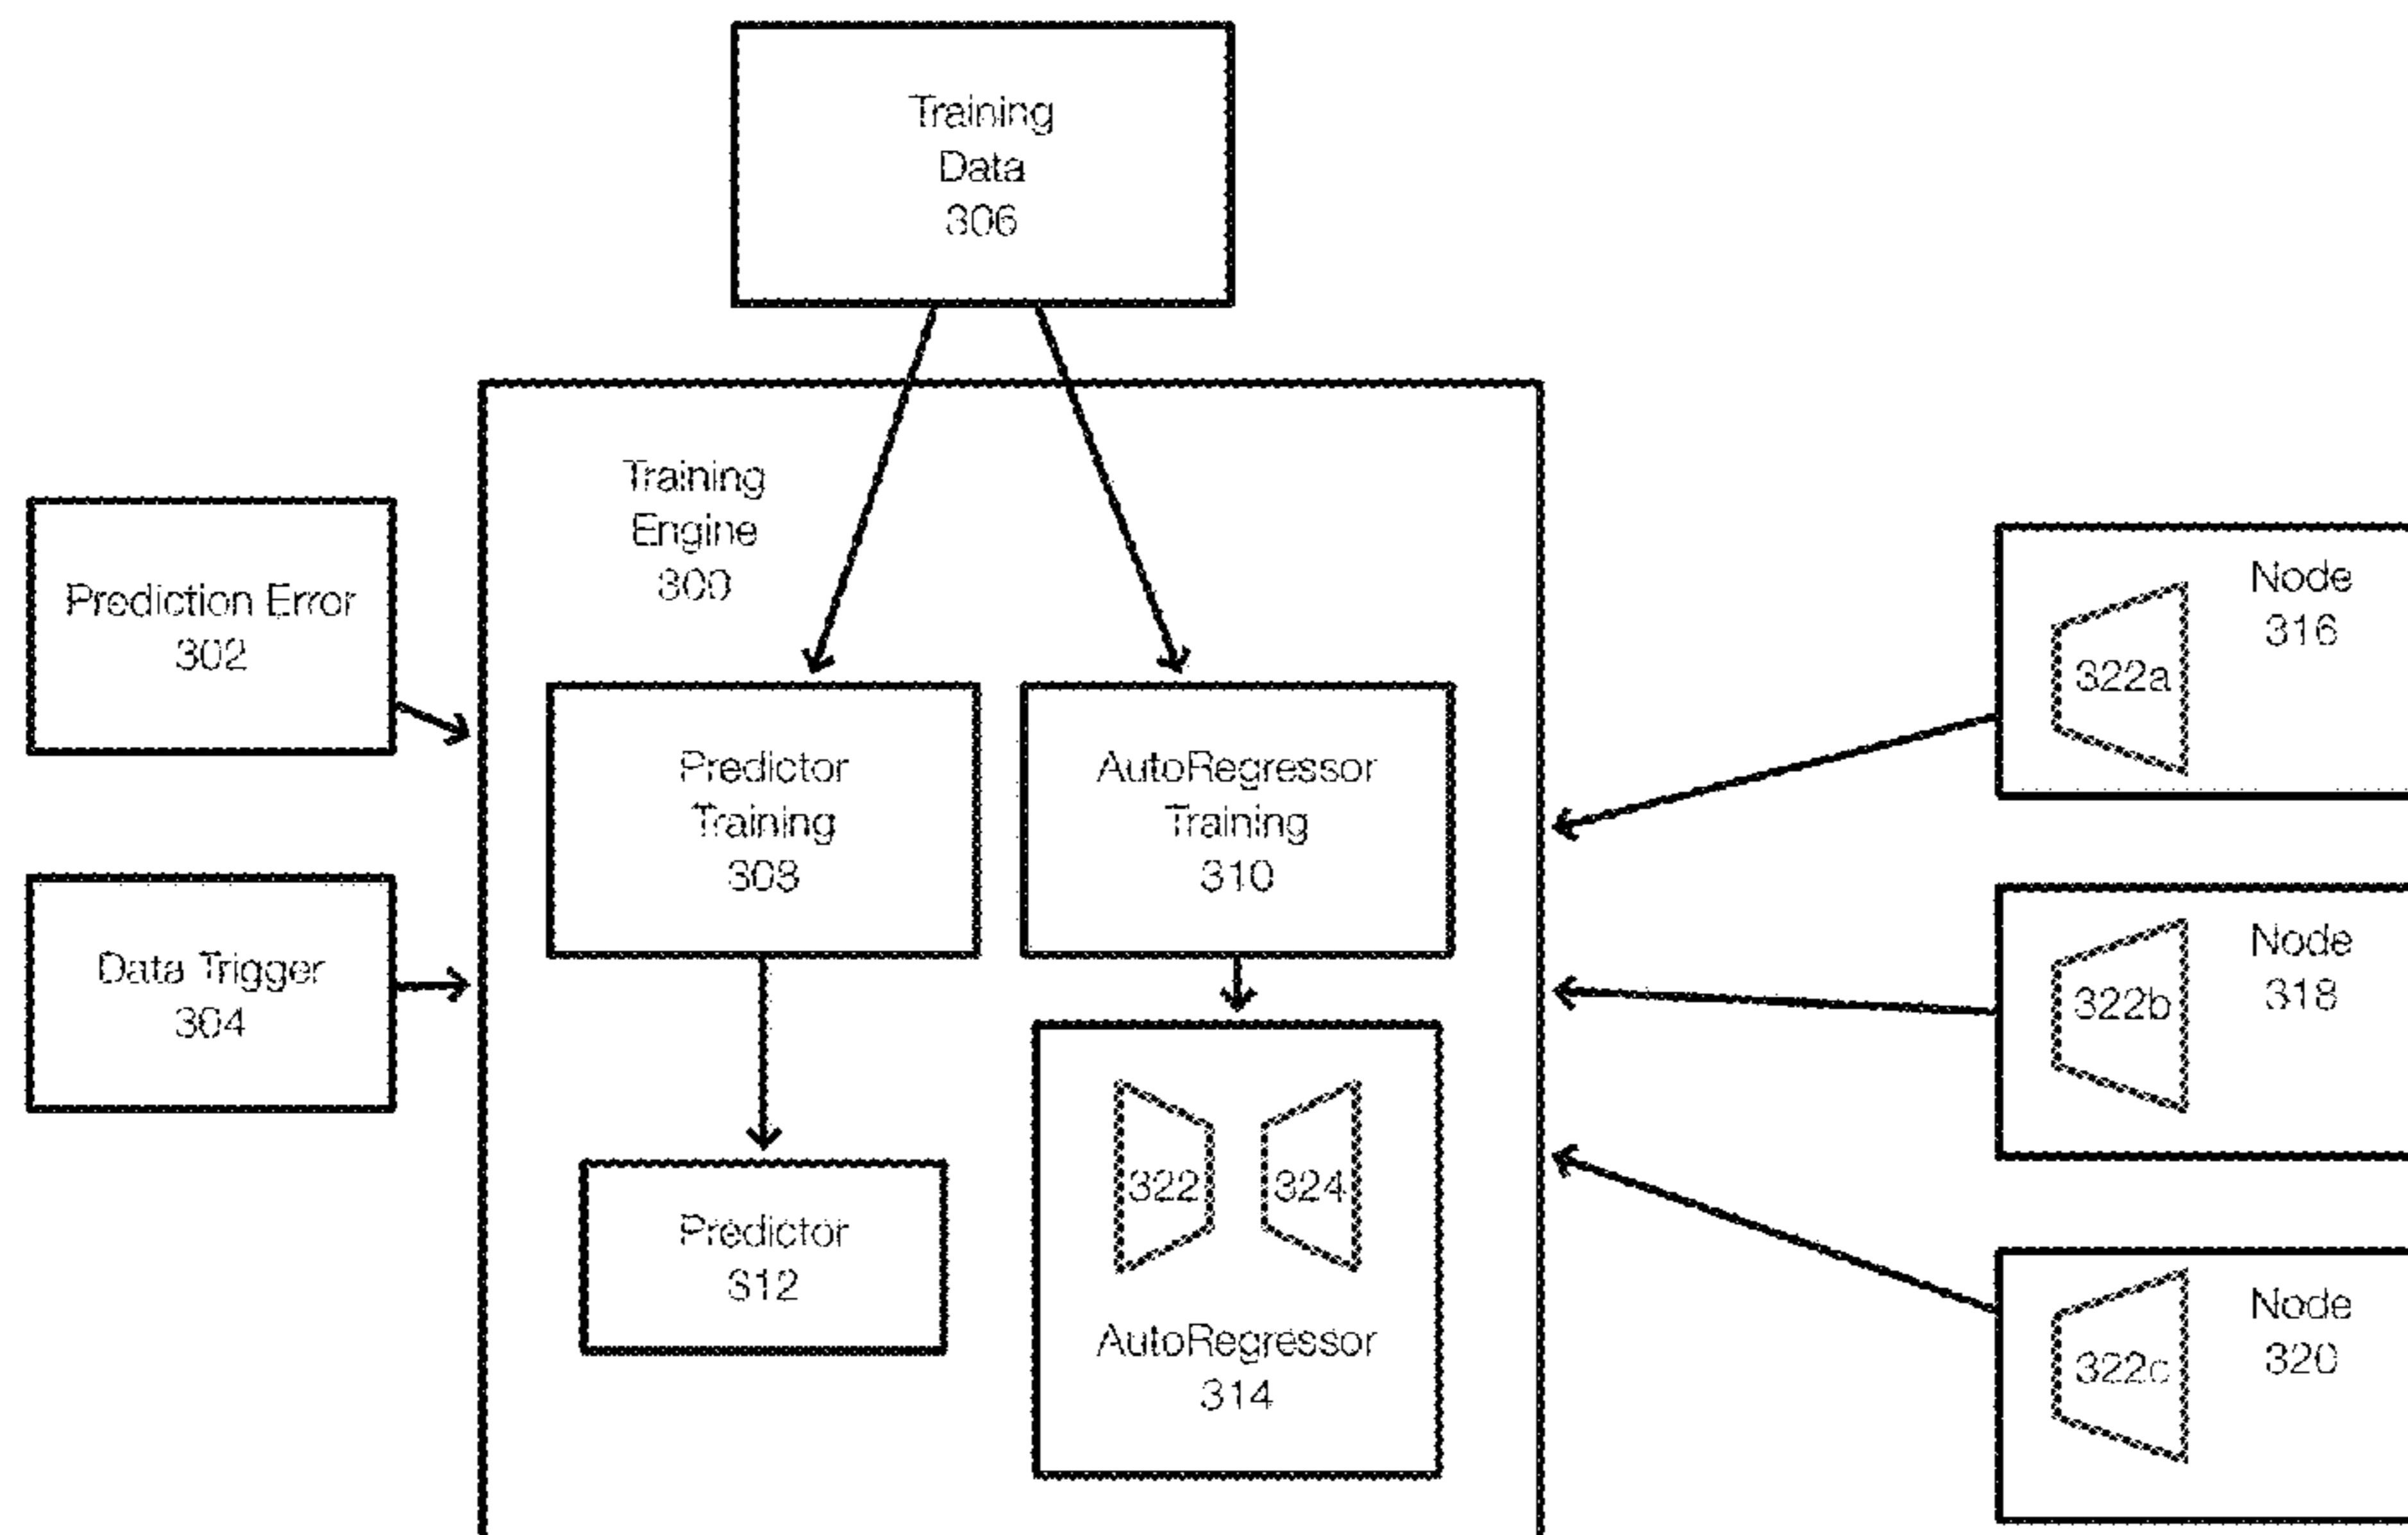 Training
Data
306
Training
Engine
300
Prediction Error
302
Data Trigger
304
Predictor
Training
308
AutoRegressor
Training
310
Predictor
312
322
324
AutoRegressor
314
Node
316
322a
Node
318
322b
Node
320
322c